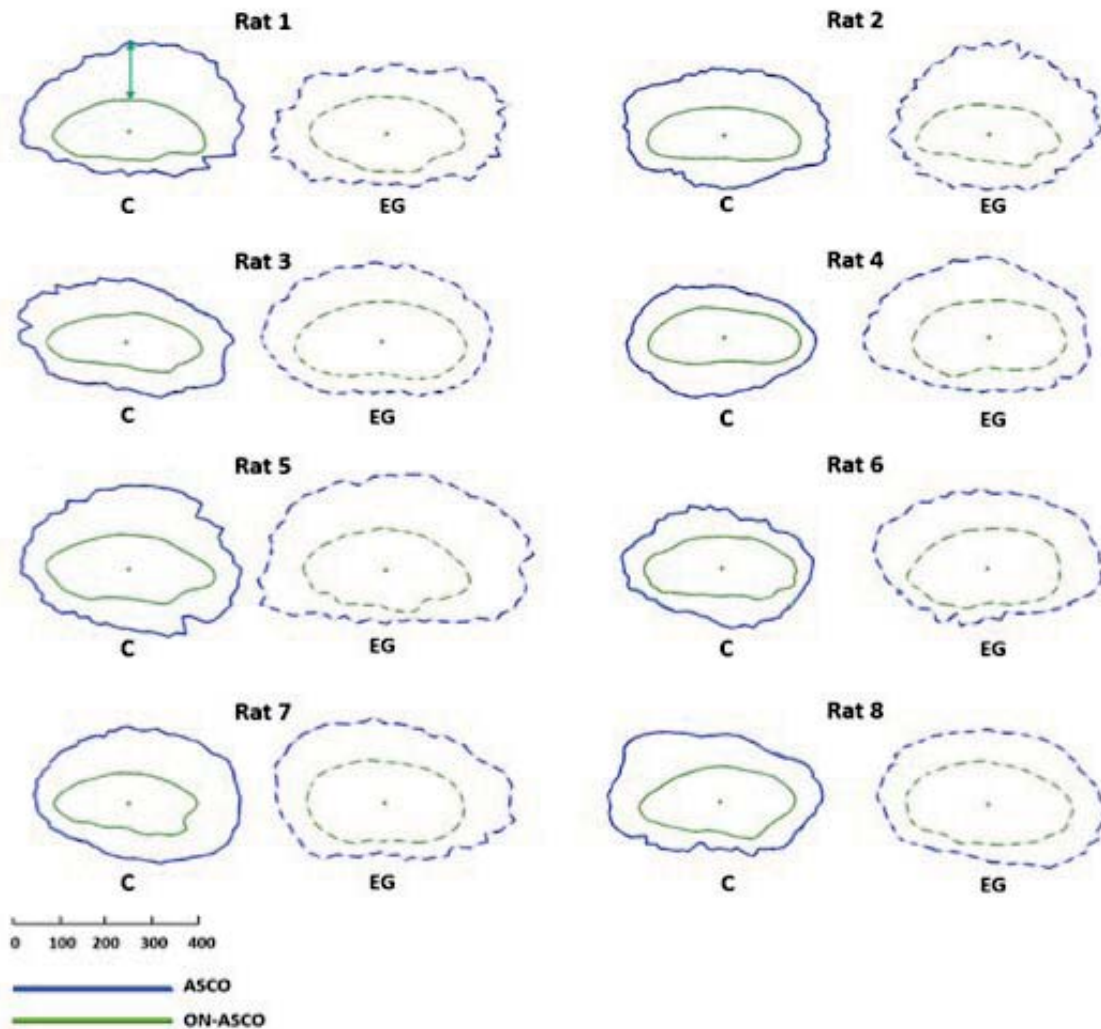 Rat 1
Rat 2
C
EG
C
EG
Rat 3
Rat 4
C
EG
C
EG
Rat 5
Rat 6
C
EG
C
EG
Rat 7
Rat 8
C
EG
C
EG
0 100 200 300 400
ASCO
ON-ASCO